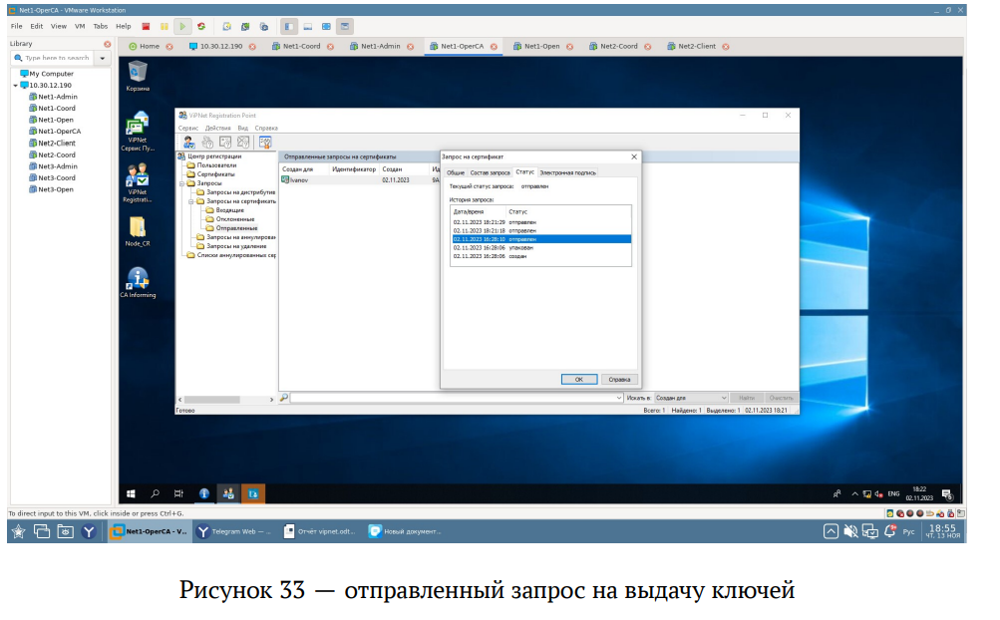 Net1-OperCA - VMware Workstation
File Edit View VM Tabs Help
Library
Type here to search
My Computer
10.30.12.190
Net1-Admin
Net1-Coord
Net1-Open
Net1-OperCA
Net2-Client
Net2-Coord
Net3-Admin
Net3-Coord
Net3-Open
Home 10.30.12.190 Net1-Coord Net1-Admin Net1-OperCA Net1-Open Net2-Coord Net2-Client
Корзина
ViPNet
Сервис Пу...
ViPNet
Registrati...
Node_CR
CA Informing
ViPNet Registration Point
Сервис Действия Вид Справка
Центр регистрации
Пользователи
Сертификаты
Запросы
Запросы на дистрибутив
Запросы на сертификаты
Входящие
Отклоненные
Отправленные
Запросы на аннулирован
Запросы на удаление
Списки аннулированных сер
Отправленные запросы на сертификаты
Создан для Идентификатор Создан Ид
Ivanov 02.11.2023 9A
Запрос на сертификат
Общие Состав запроса Статус Электронная подпись
Текущий статус запроса: отправлен
История запроса:
Дата/время Статус
02.11.2023 18:21:29 отправлен
02.11.2023 18:21:18 отправлен
02.11.2023 16:28:10 отправлен
02.11.2023 16:28:06 упакован
02.11.2023 16:28:06 создан
OK Справка
Искать в: Создан для Найти Очистить
Готово
Всего: 1 Найдено: 1 Выделено: 1 02.11.2023 18:21
ENG
18:22
02.11.2023
To direct input to this VM, click inside or press Ctrl+G.
Net1-OperCA - V... Telegram Web — ... Отчёт vipnet.odt... Новый документ...
Рус
18:55
ЧТ, 13 НОЯ
Рисунок 33 — отправленный запрос на выдачу ключей